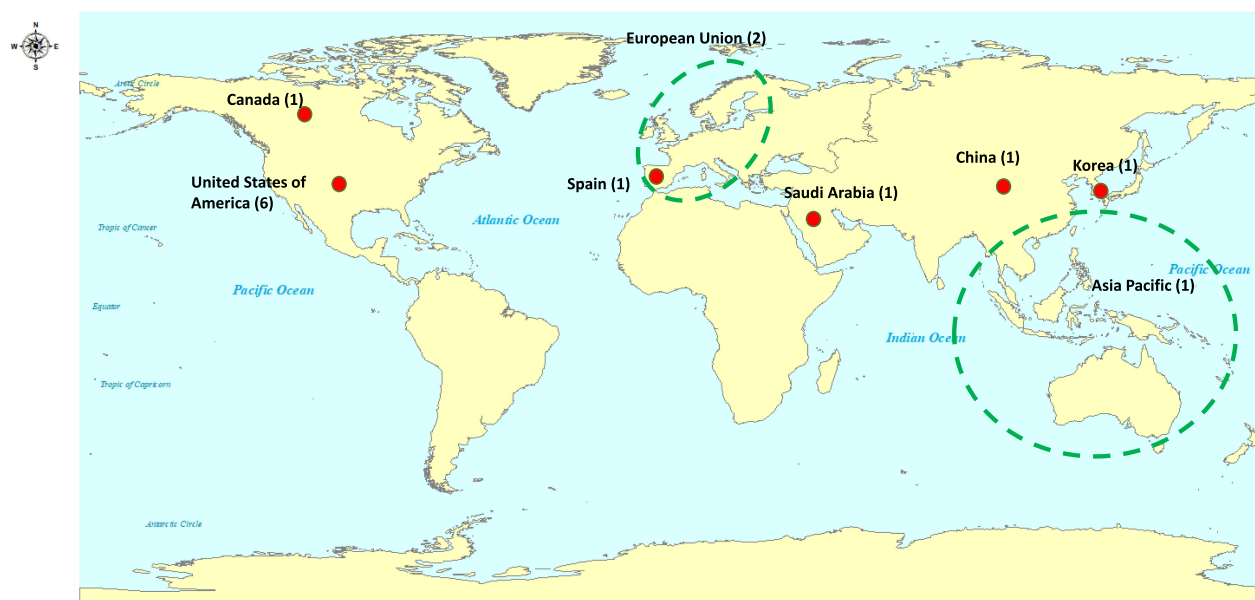 N
W E
S
European Union (2)
Arctic Circle
Canada (1)
China (1)
Korea (1)
United States of
America (6)
Spain (1)
Saudi Arabia (1)
Atlantic Ocean
Tropic of Cancer
Pacific Ocean
Asia Pacific (1)
Pacific Ocean
Equator
Indian Ocean
Tropic of Capricorn
Antarctic Circle